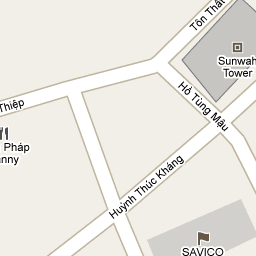 Tôn Thất
Sunwah
Tower
Hồ Tùng Mậu
Thiệp
Pháp
nny
Huỳnh Thúc Kháng
SAVICO